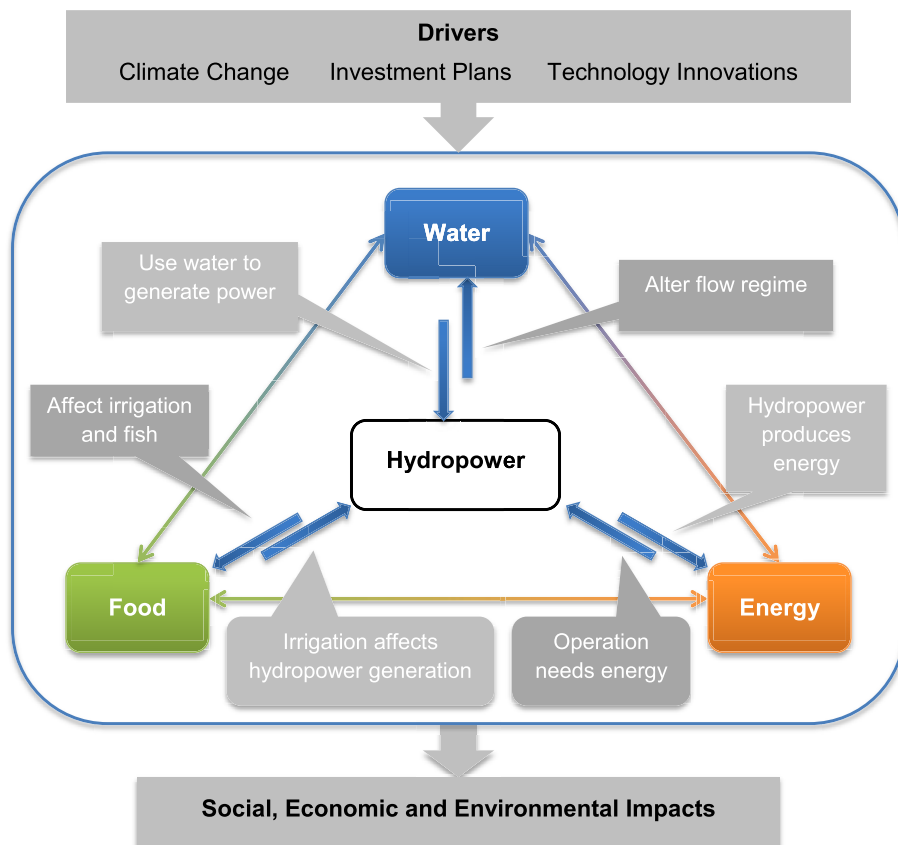 Drivers
Climate Change Investment Plans Technology Innovations
Water
Use water to
generate power
Alter flow regime
Affect irrigation
and fish
Hydropower
produces
energy
Hydropower
Food
Energy
Irrigation affects
hydropower generation
Operation
needs energy
Social, Economic and Environmental Impacts